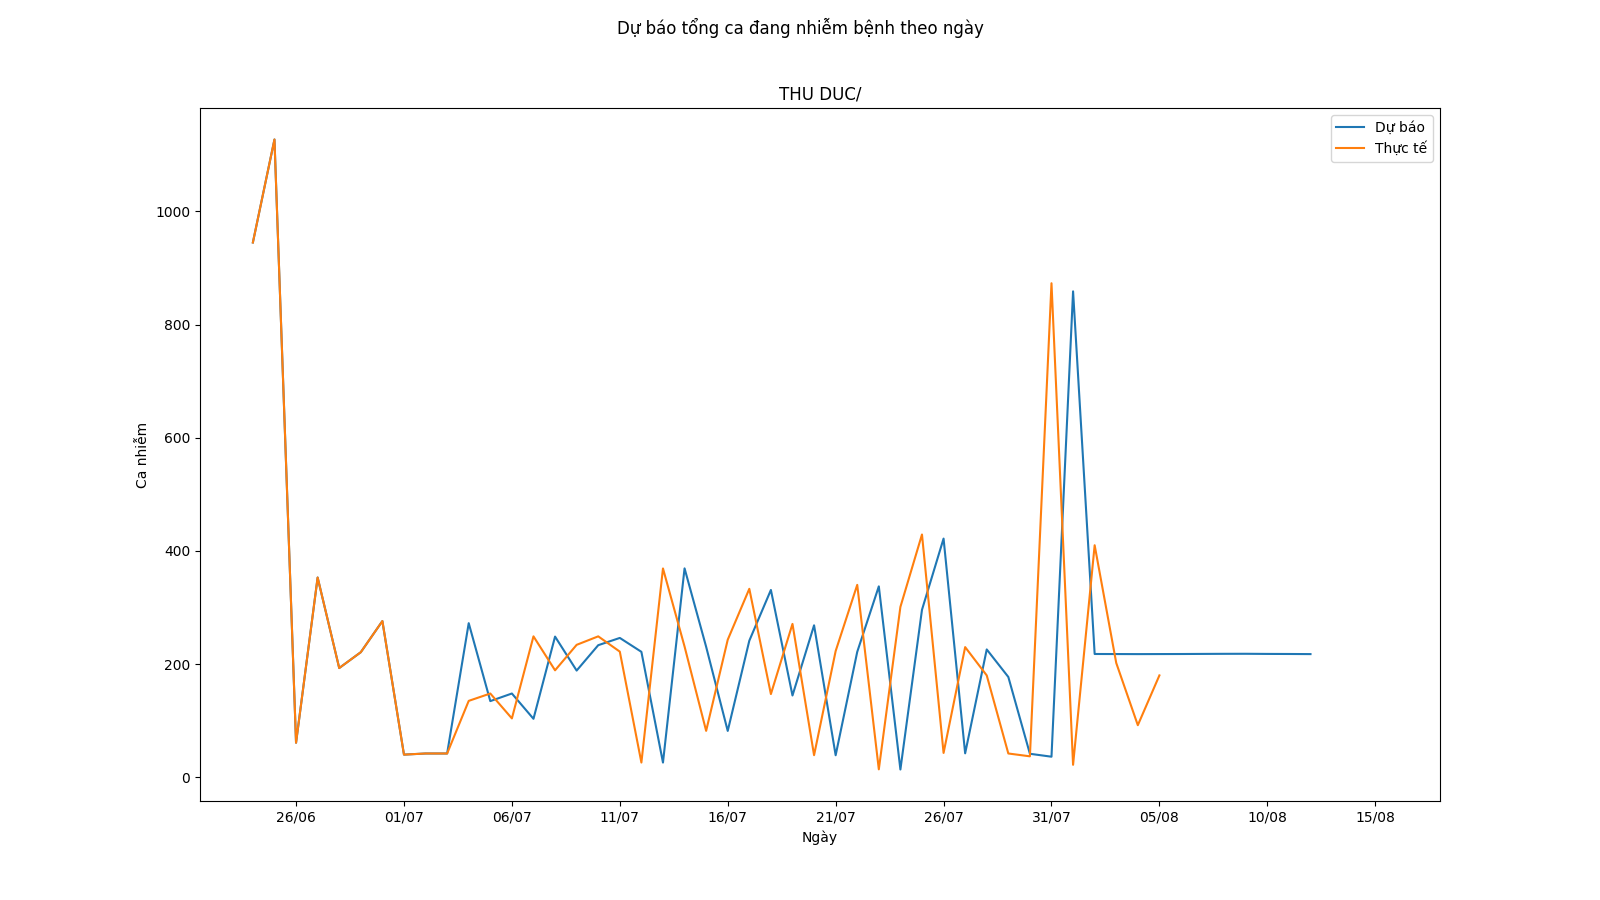 Dự báo tổng ca đang nhiễm bệnh theo ngày
THU DUC/
Dự báo
Thực tế
1000
800
600
400
200
0
Ca nhiễm
26/06 01/07 06/07 11/07 16/07 21/07 26/07 31/07 05/08 10/08 15/08
Ngày